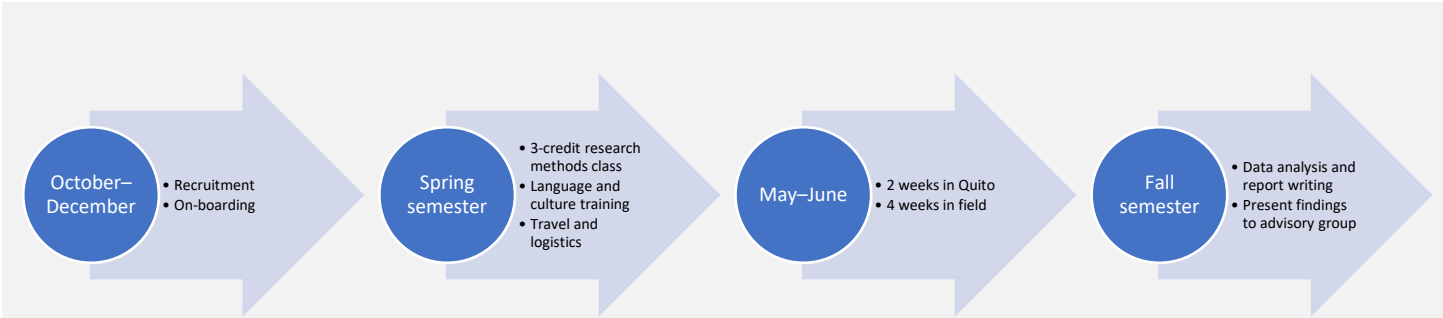 October–
December
• Recruitment
• On-boarding
Spring
semester
• 3-credit research
methods class
• Language and
culture training
• Travel and
logistics
May–June
• 2 weeks in Quito
• 4 weeks in field
Fall
semester
• Data analysis and
report writing
• Present findings
to advisory group